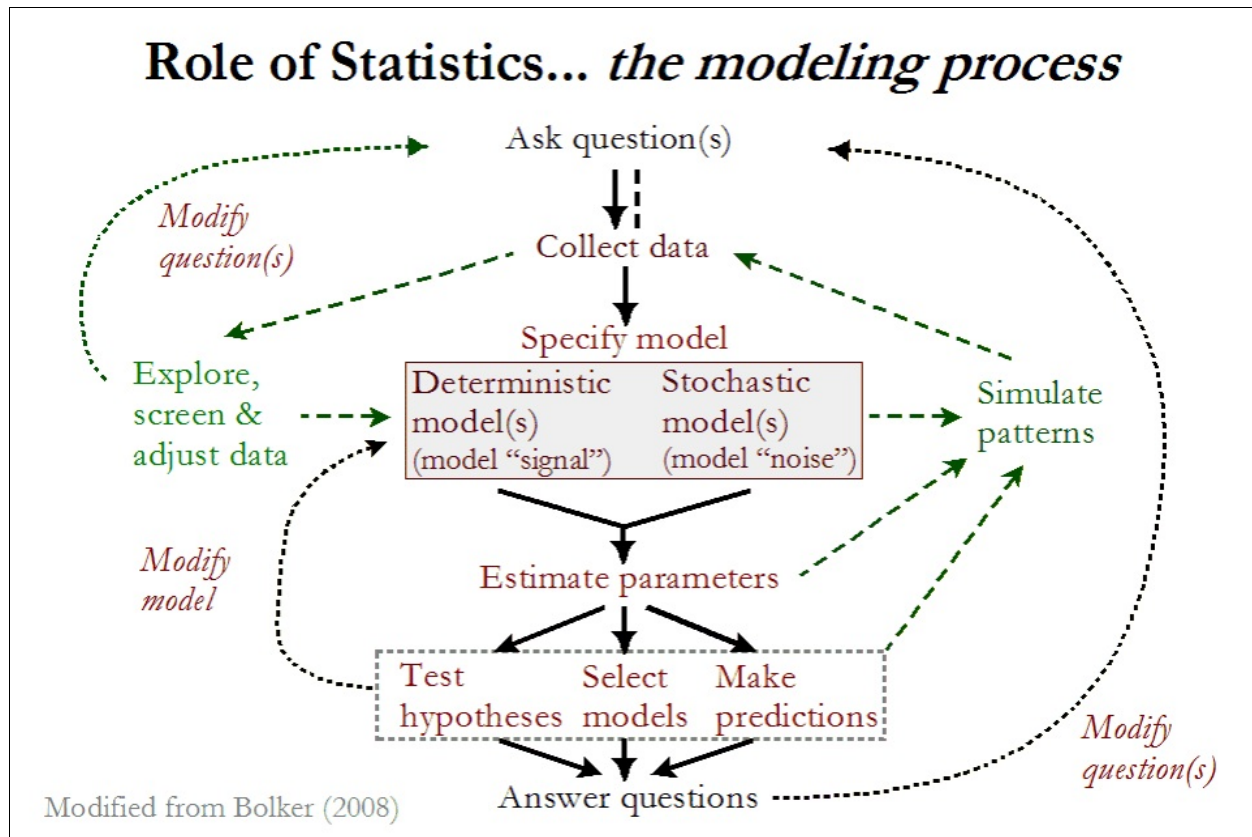 Role of Statistics... the modeling process
Ask question(s)
Modify
question(s)
Collect data
Specify model
Explore,
screen &
adjust data
Deterministic
model(s)
(model “signal”)
Stochastic
model(s)
(model “noise”)
Simulate
patterns
Modify
model
Estimate parameters
Test
hypotheses
Select
models
Make
predictions
Modify
question(s)
Answer questions
Modified from Bolker (2008)